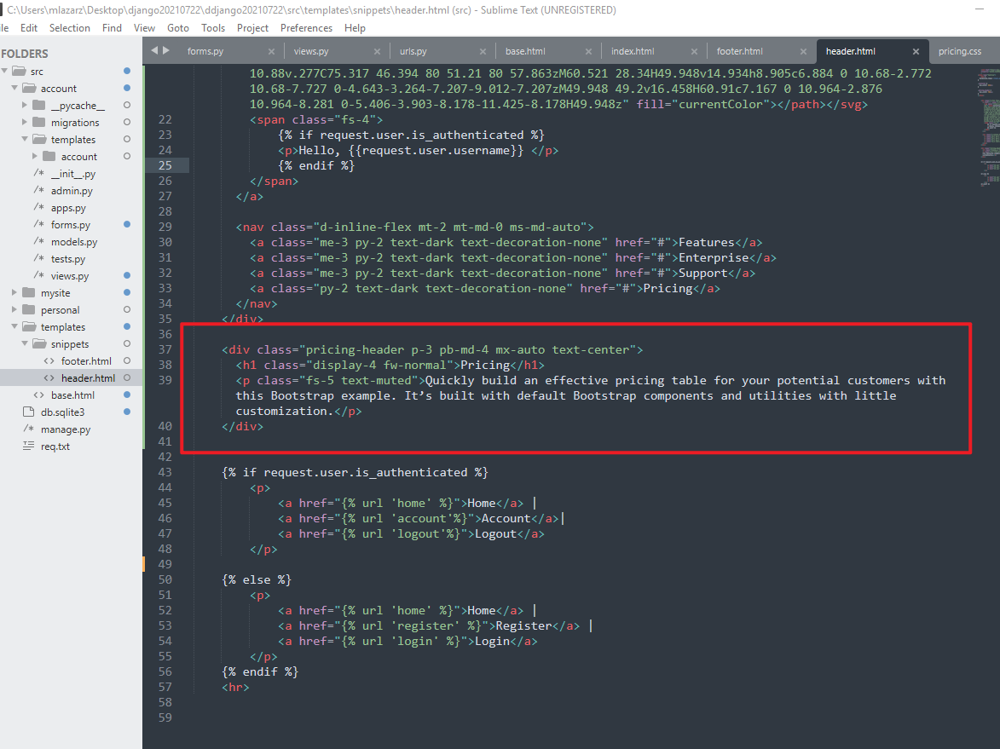 C:\Users\mlazarz\Desktop\django20210722\ddjango20210722\src\templates\snippets\header.html (src) - Sublime Text (UNREGISTERED)
le Edit Selection Find View Goto Tools Project Preferences Help
FOLDERS
src
account
__pycache__
migrations
templates
account
/* __init__.py
/* admin.py
/* apps.py
/* forms.py
/* models.py
/* tests.py
/* views.py
mysite
personal
templates
snippets
<> footer.html
<> header.html
<> base.html
db.sqlite3
/* manage.py
req.txt
forms.py × views.py × urls.py × base.html × index.html × footer.html × header.html × pricing.css
10.88v.277C75.317 46.394 80 51.21 80 57.863zM60.521 28.34H49.948v14.934h8.905c6.884 0 10.68-2.772
10.68-7.727 0-4.643-3.264-7.207-9.012-7.207zM49.948 49.2v16.458H60.91c7.167 0 10.964-2.876
10.964-8.281 0-5.406-3.903-8.178-11.425-8.178H49.948z" fill="currentColor"></path></svg>
22 <span class="fs-4">
23 {% if request.user.is_authenticated %}
24 <p>Hello, {{request.user.username}} </p>
25 {% endif %}
26 </span>
27 </a>
28
29 <nav class="d-inline-flex mt-2 mt-md-0 ms-md-auto">
30 <a class="me-3 py-2 text-dark text-decoration-none" href="#">Features</a>
31 <a class="me-3 py-2 text-dark text-decoration-none" href="#">Enterprise</a>
32 <a class="me-3 py-2 text-dark text-decoration-none" href="#">Support</a>
33 <a class="py-2 text-dark text-decoration-none" href="#">Pricing</a>
34 </nav>
35 </div>
36
37 <div class="pricing-header p-3 pb-md-4 mx-auto text-center">
38 <h1 class="display-4 fw-normal">Pricing</h1>
39 <p class="fs-5 text-muted">Quickly build an effective pricing table for your potential customers with
this Bootstrap example. It’s built with default Bootstrap components and utilities with little
customization.</p>
40 </div>
41
42
43 {% if request.user.is_authenticated %}
44 <p>
45 <a href="{% url 'home' %}">Home</a> |
46 <a href="{% url 'account'%}">Account</a>|
47 <a href="{% url 'logout'%}">Logout</a>
48 </p>
49
50 {% else %}
51 <p>
52 <a href="{% url 'home' %}">Home</a> |
53 <a href="{% url 'register' %}">Register</a> |
54 <a href="{% url 'login' %}">Login</a>
55 </p>
56 {% endif %}
57 <hr>
58
59